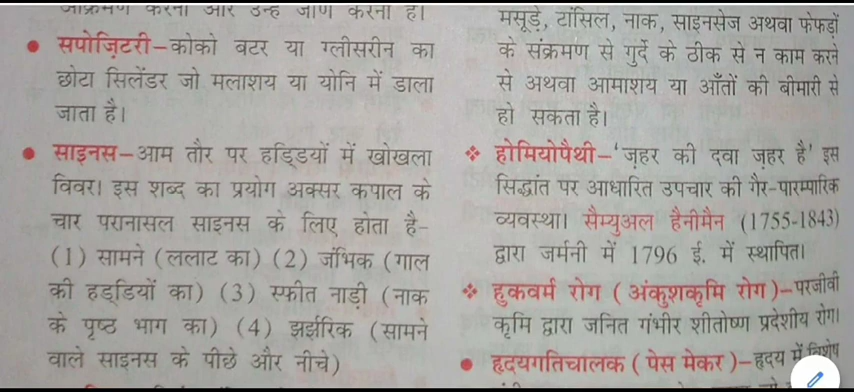 आक्रमण करना और उन्हें जीर्ण करना है।
सपोज़िटरी–कोको बटर या ग्लीसरीन का
छोटा सिलेंडर जो मलाशय या योनि में डाला
जाता है।
साइनस–आम तौर पर हड्डियों में खोखला
विवर। इस शब्द का प्रयोग अक्सर कपाल के
चार परानासल साइनस के लिए होता है–
(1) सामने (ललाट का) (2) जंभिक (गाल
की हड्डियों का) (3) स्फीत नाड़ी (नाक
के पृष्ठ भाग का) (4) झर्झरिक (सामने
वाले साइनस के पीछे और नीचे)
मसूड़े, टांसिल, नाक, साइनसेज अथवा फेफड़ों
के संक्रमण से गुर्दे के ठीक से न काम करने
से अथवा आमाशय या आँतों की बीमारी से
हो सकता है।
होमियोपैथी–'ज़हर की दवा ज़हर है' इस
सिद्धांत पर आधारित उपचार की गैर-पारम्पारिक
व्यवस्था। सैम्युअल हैनीमैन (1755-1843)
द्वारा जर्मनी में 1796 ई. में स्थापित।
हुकवर्म रोग (अंकुशकृमि रोग)–परजीवी
कृमि द्वारा जनित गंभीर शीतोष्ण प्रदेशीय रोग।
हृदयगतिचालक (पेस मेकर)–हृदय में विशेष